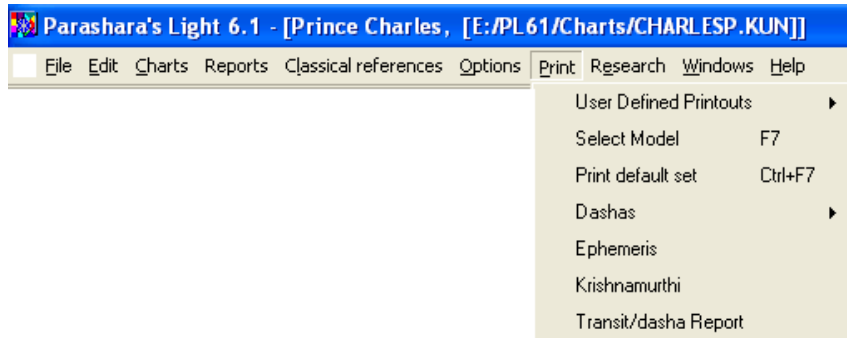 Parashara's Light 6.1 - [Prince Charles, [E:/PL61/Charts/CHARLESP.KUN]]
File Edit Charts Reports Classical references Options Print Research Windows Help
User Defined Printouts
Select Model F7
Print default set Ctrl+F7
Dashas
Ephemeris
Krishnamurthi
Transit/dasha Report